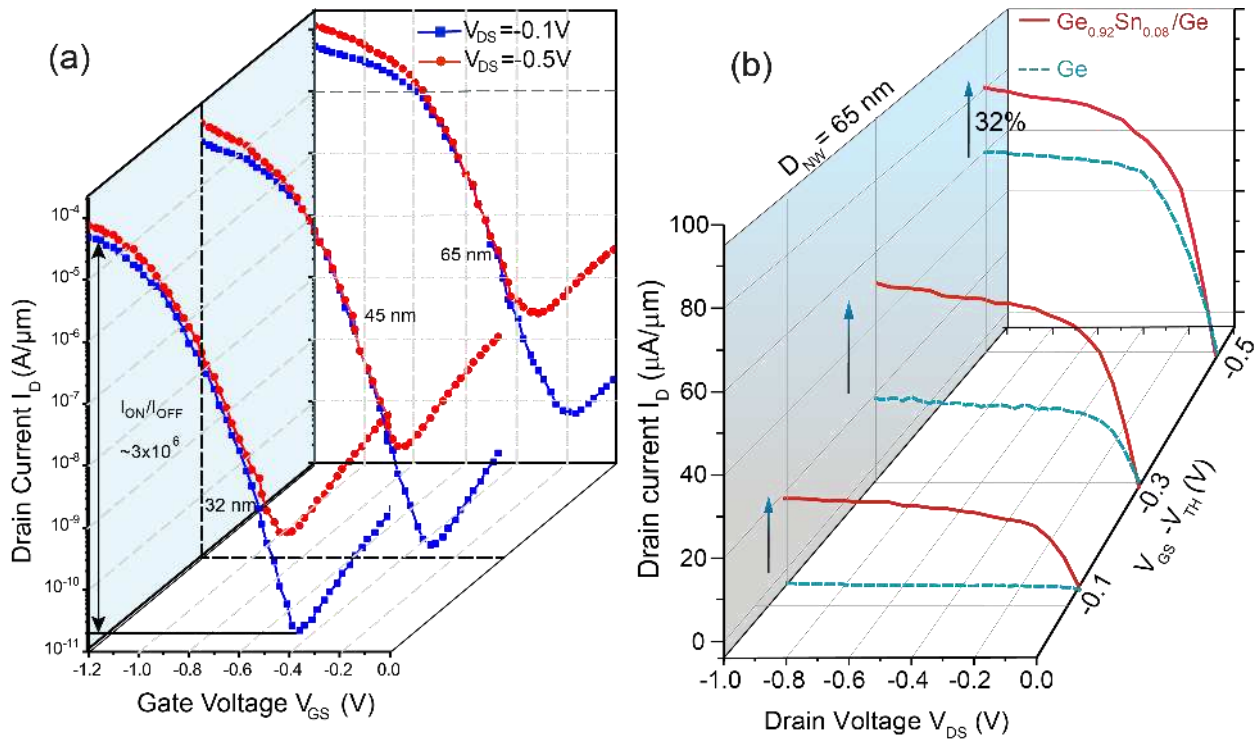 (a)
V_DS=-0.1V
V_DS=-0.5V
65 nm
45 nm
32 nm
I_ON/I_OFF
~3x10^6
10^-4
10^-5
10^-6
10^-7
10^-8
10^-9
10^-10
10^-11
Drain Current I_D (A/μm)
-1.2 -1.0 -0.8 -0.6 -0.4 -0.2 0.0
Gate Voltage V_GS (V)
(b)
Ge_0.92Sn_0.08/Ge
Ge
D_NW = 65 nm
32%
100
80
60
40
20
0
Drain current I_D (μA/μm)
-1.0 -0.8 -0.6 -0.4 -0.2 0.0
Drain Voltage V_DS (V)
-0.5
-0.3
-0.1
V_GS -V_TH (V)